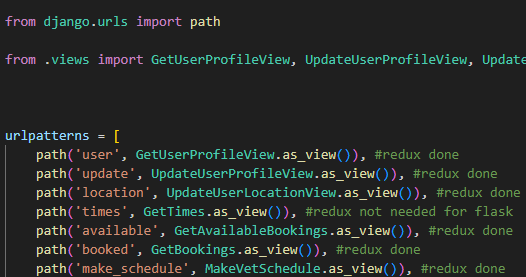 from django.urls import path
from .views import GetUserProfileView, UpdateUserProfileView, Update
urlpatterns = [
path('user', GetUserProfileView.as_view()), #redux done
path('update', UpdateUserProfileView.as_view()), #redux done
path('location', UpdateUserLocationView.as_view()), #redux done
path('times', GetTimes.as_view()), #redux not needed for flask
path('available', GetAvailableBookings.as_view()), #redux done
path('booked', GetBookings.as_view()), #redux done
path('make_schedule', MakeVetSchedule.as_view()), #redux done